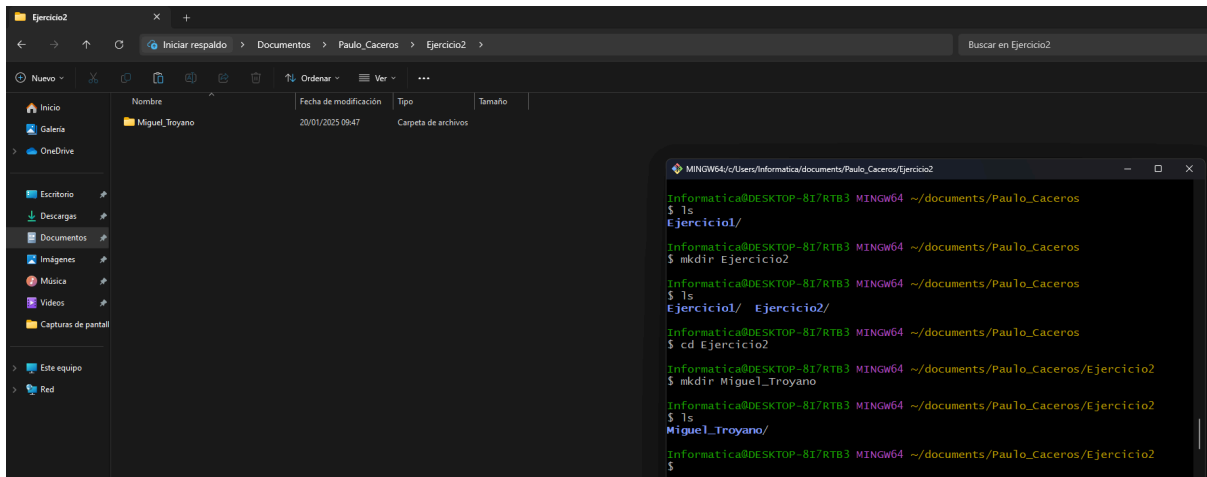 Ejercicio2
Iniciar respaldo > Documentos > Paulo_Caceros > Ejercicio2 >
Buscar en Ejercicio2
Nuevo
Ordenar
Ver
Inicio
Galería
OneDrive
Escritorio
Descargas
Documentos
Imágenes
Música
Videos
Capturas de pantall
Este equipo
Red
Nombre Fecha de modificación Tipo Tamaño
Miguel_Troyano 20/01/2025 09:47 Carpeta de archivos
MINGW64:/c/Users/Informatica/documents/Paulo_Caceros/Ejercicio2
Informatica@DESKTOP-8I7RTB3 MINGW64 ~/documents/Paulo_Caceros
$ ls
Ejercicio1/
Informatica@DESKTOP-8I7RTB3 MINGW64 ~/documents/Paulo_Caceros
$ mkdir Ejercicio2
Informatica@DESKTOP-8I7RTB3 MINGW64 ~/documents/Paulo_Caceros
$ ls
Ejercicio1/ Ejercicio2/
Informatica@DESKTOP-8I7RTB3 MINGW64 ~/documents/Paulo_Caceros
$ cd Ejercicio2
Informatica@DESKTOP-8I7RTB3 MINGW64 ~/documents/Paulo_Caceros/Ejercicio2
$ mkdir Miguel_Troyano
Informatica@DESKTOP-8I7RTB3 MINGW64 ~/documents/Paulo_Caceros/Ejercicio2
$ ls
Miguel_Troyano/
Informatica@DESKTOP-8I7RTB3 MINGW64 ~/documents/Paulo_Caceros/Ejercicio2
$